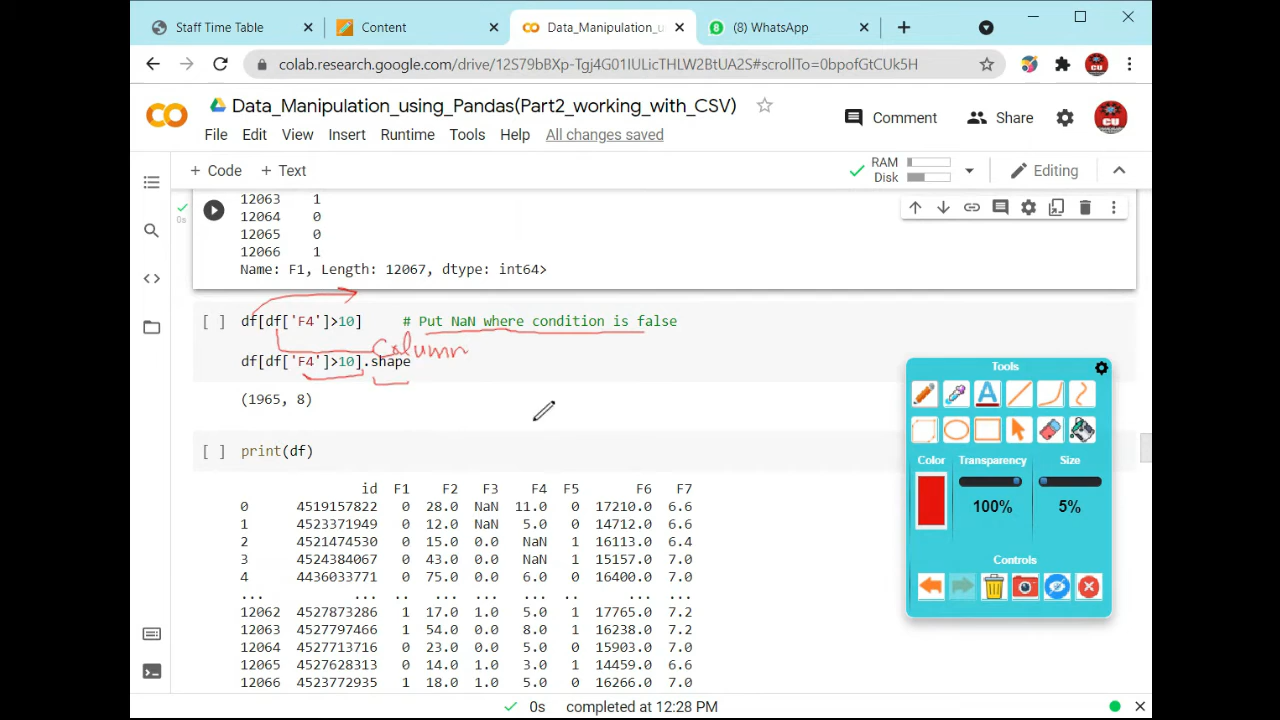 Staff Time Table
Content
Data_Manipulation_u
(8) WhatsApp
colab.research.google.com/drive/12S79bBXp-Tgj4G01IULicTHLW2BtUA2S#scrollTo=0bpofGtCUk5H
CO
Data_Manipulation_using_Pandas(Part2_working_with_CSV)
File Edit View Insert Runtime Tools Help All changes saved
Comment
Share
CU
+ Code + Text
RAM
Disk
Editing
0s
12063 1
12064 0
12065 0
12066 1
Name: F1, Length: 12067, dtype: int64>
[ ] df[df['F4']>10] # Put NaN where condition is false
column
df[df['F4']>10].shape
(1965, 8)
[ ] print(df)
id F1 F2 F3 F4 F5 F6 F7
0 4519157822 0 28.0 NaN 11.0 0 17210.0 6.6
1 4523371949 0 12.0 NaN 5.0 0 14712.0 6.6
2 4521474530 0 15.0 0.0 NaN 1 16113.0 6.4
3 4524384067 0 43.0 0.0 NaN 1 15157.0 7.0
4 4436033771 0 75.0 0.0 6.0 0 16400.0 7.0
... ... .. ... ... ... .. ... ...
12062 4527873286 1 17.0 1.0 5.0 1 17765.0 7.2
12063 4527797466 1 54.0 0.0 8.0 1 16238.0 7.2
12064 4527713716 0 23.0 0.0 5.0 0 15903.0 7.0
12065 4527628313 0 14.0 1.0 3.0 1 14459.0 6.6
12066 4523772935 1 18.0 1.0 5.0 0 16266.0 7.0
Tools
A
Color Transparency Size
100% 5%
Controls
0s completed at 12:28 PM